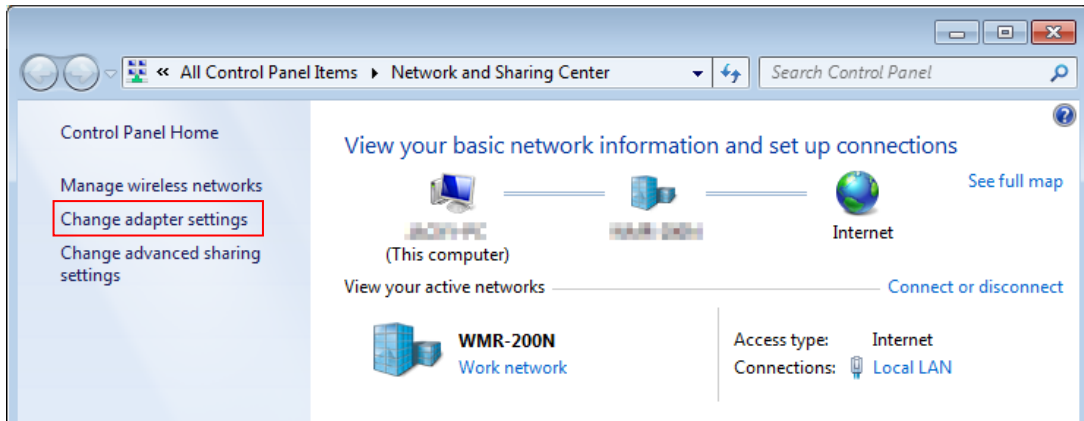 « All Control Panel Items ▸ Network and Sharing Center
Search Control Panel
Control Panel Home
Manage wireless networks
Change adapter settings
Change advanced sharing
settings
View your basic network information and set up connections
See full map
(This computer)
Internet
View your active networks
Connect or disconnect
WMR-200N
Work network
Access type: Internet
Connections: Local LAN